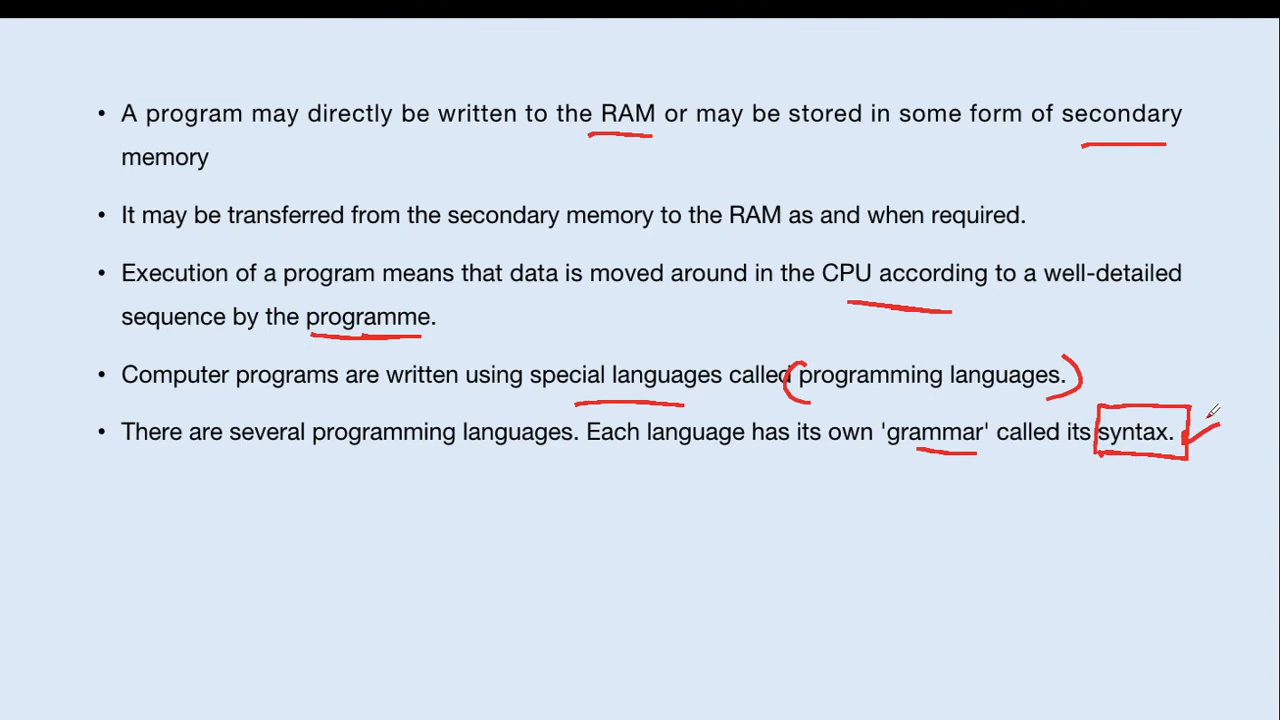 • A program may directly be written to the RAM or may be stored in some form of secondary
memory
• It may be transferred from the secondary memory to the RAM as and when required.
• Execution of a program means that data is moved around in the CPU according to a well-detailed
sequence by the programme.
• Computer programs are written using special languages called programming languages.
• There are several programming languages. Each language has its own 'grammar' called its syntax.